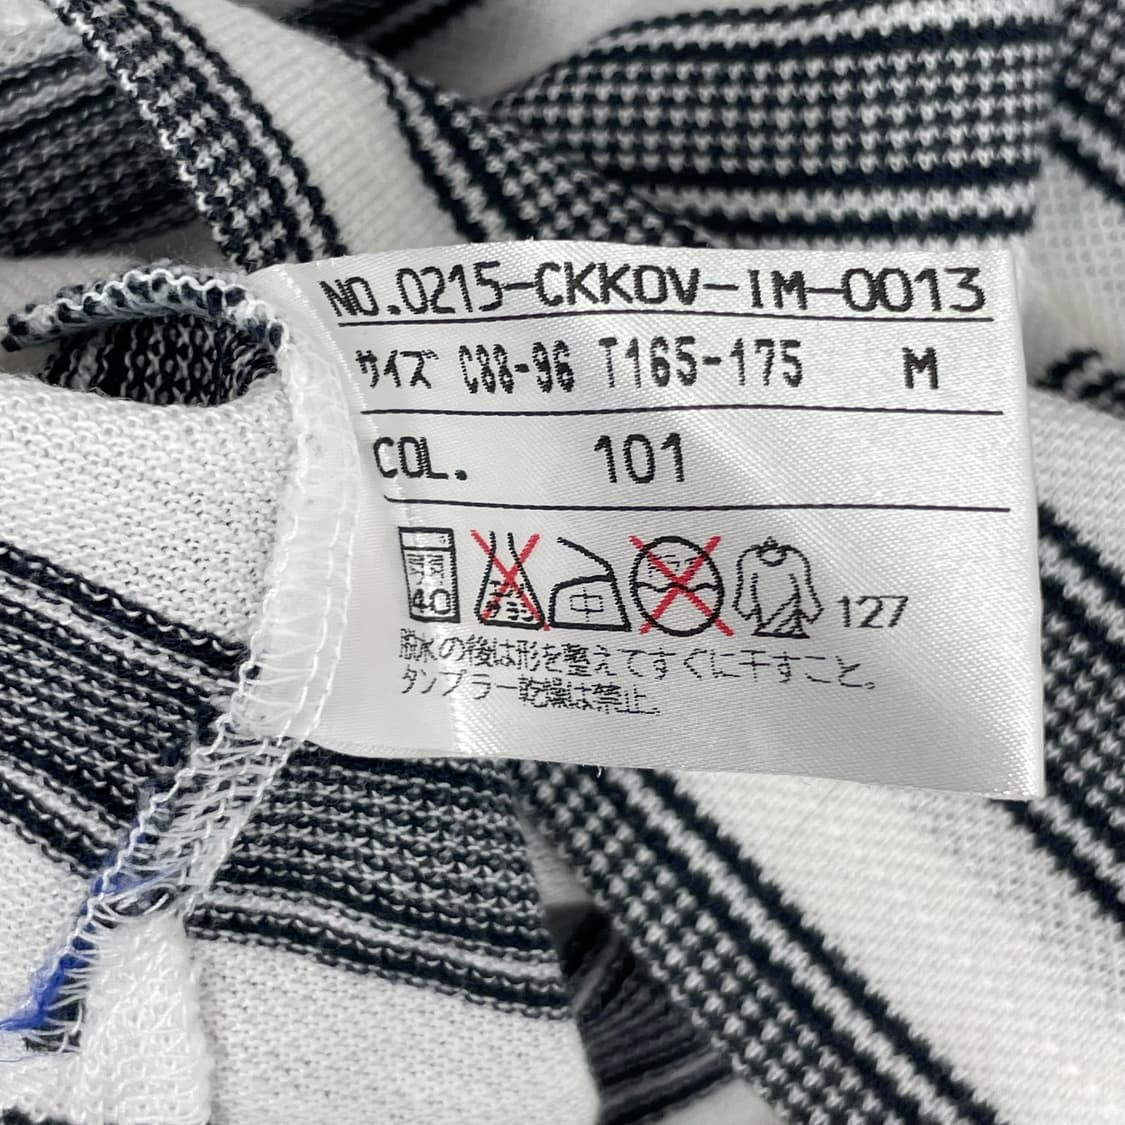 NO.0215-CKKOV-IM-0013
サイズ C88-96 T165-175 M
COL. 101
40 中 127
脱水の後は形を整えてすぐに干すこと。
タンブラー乾燥は禁止。